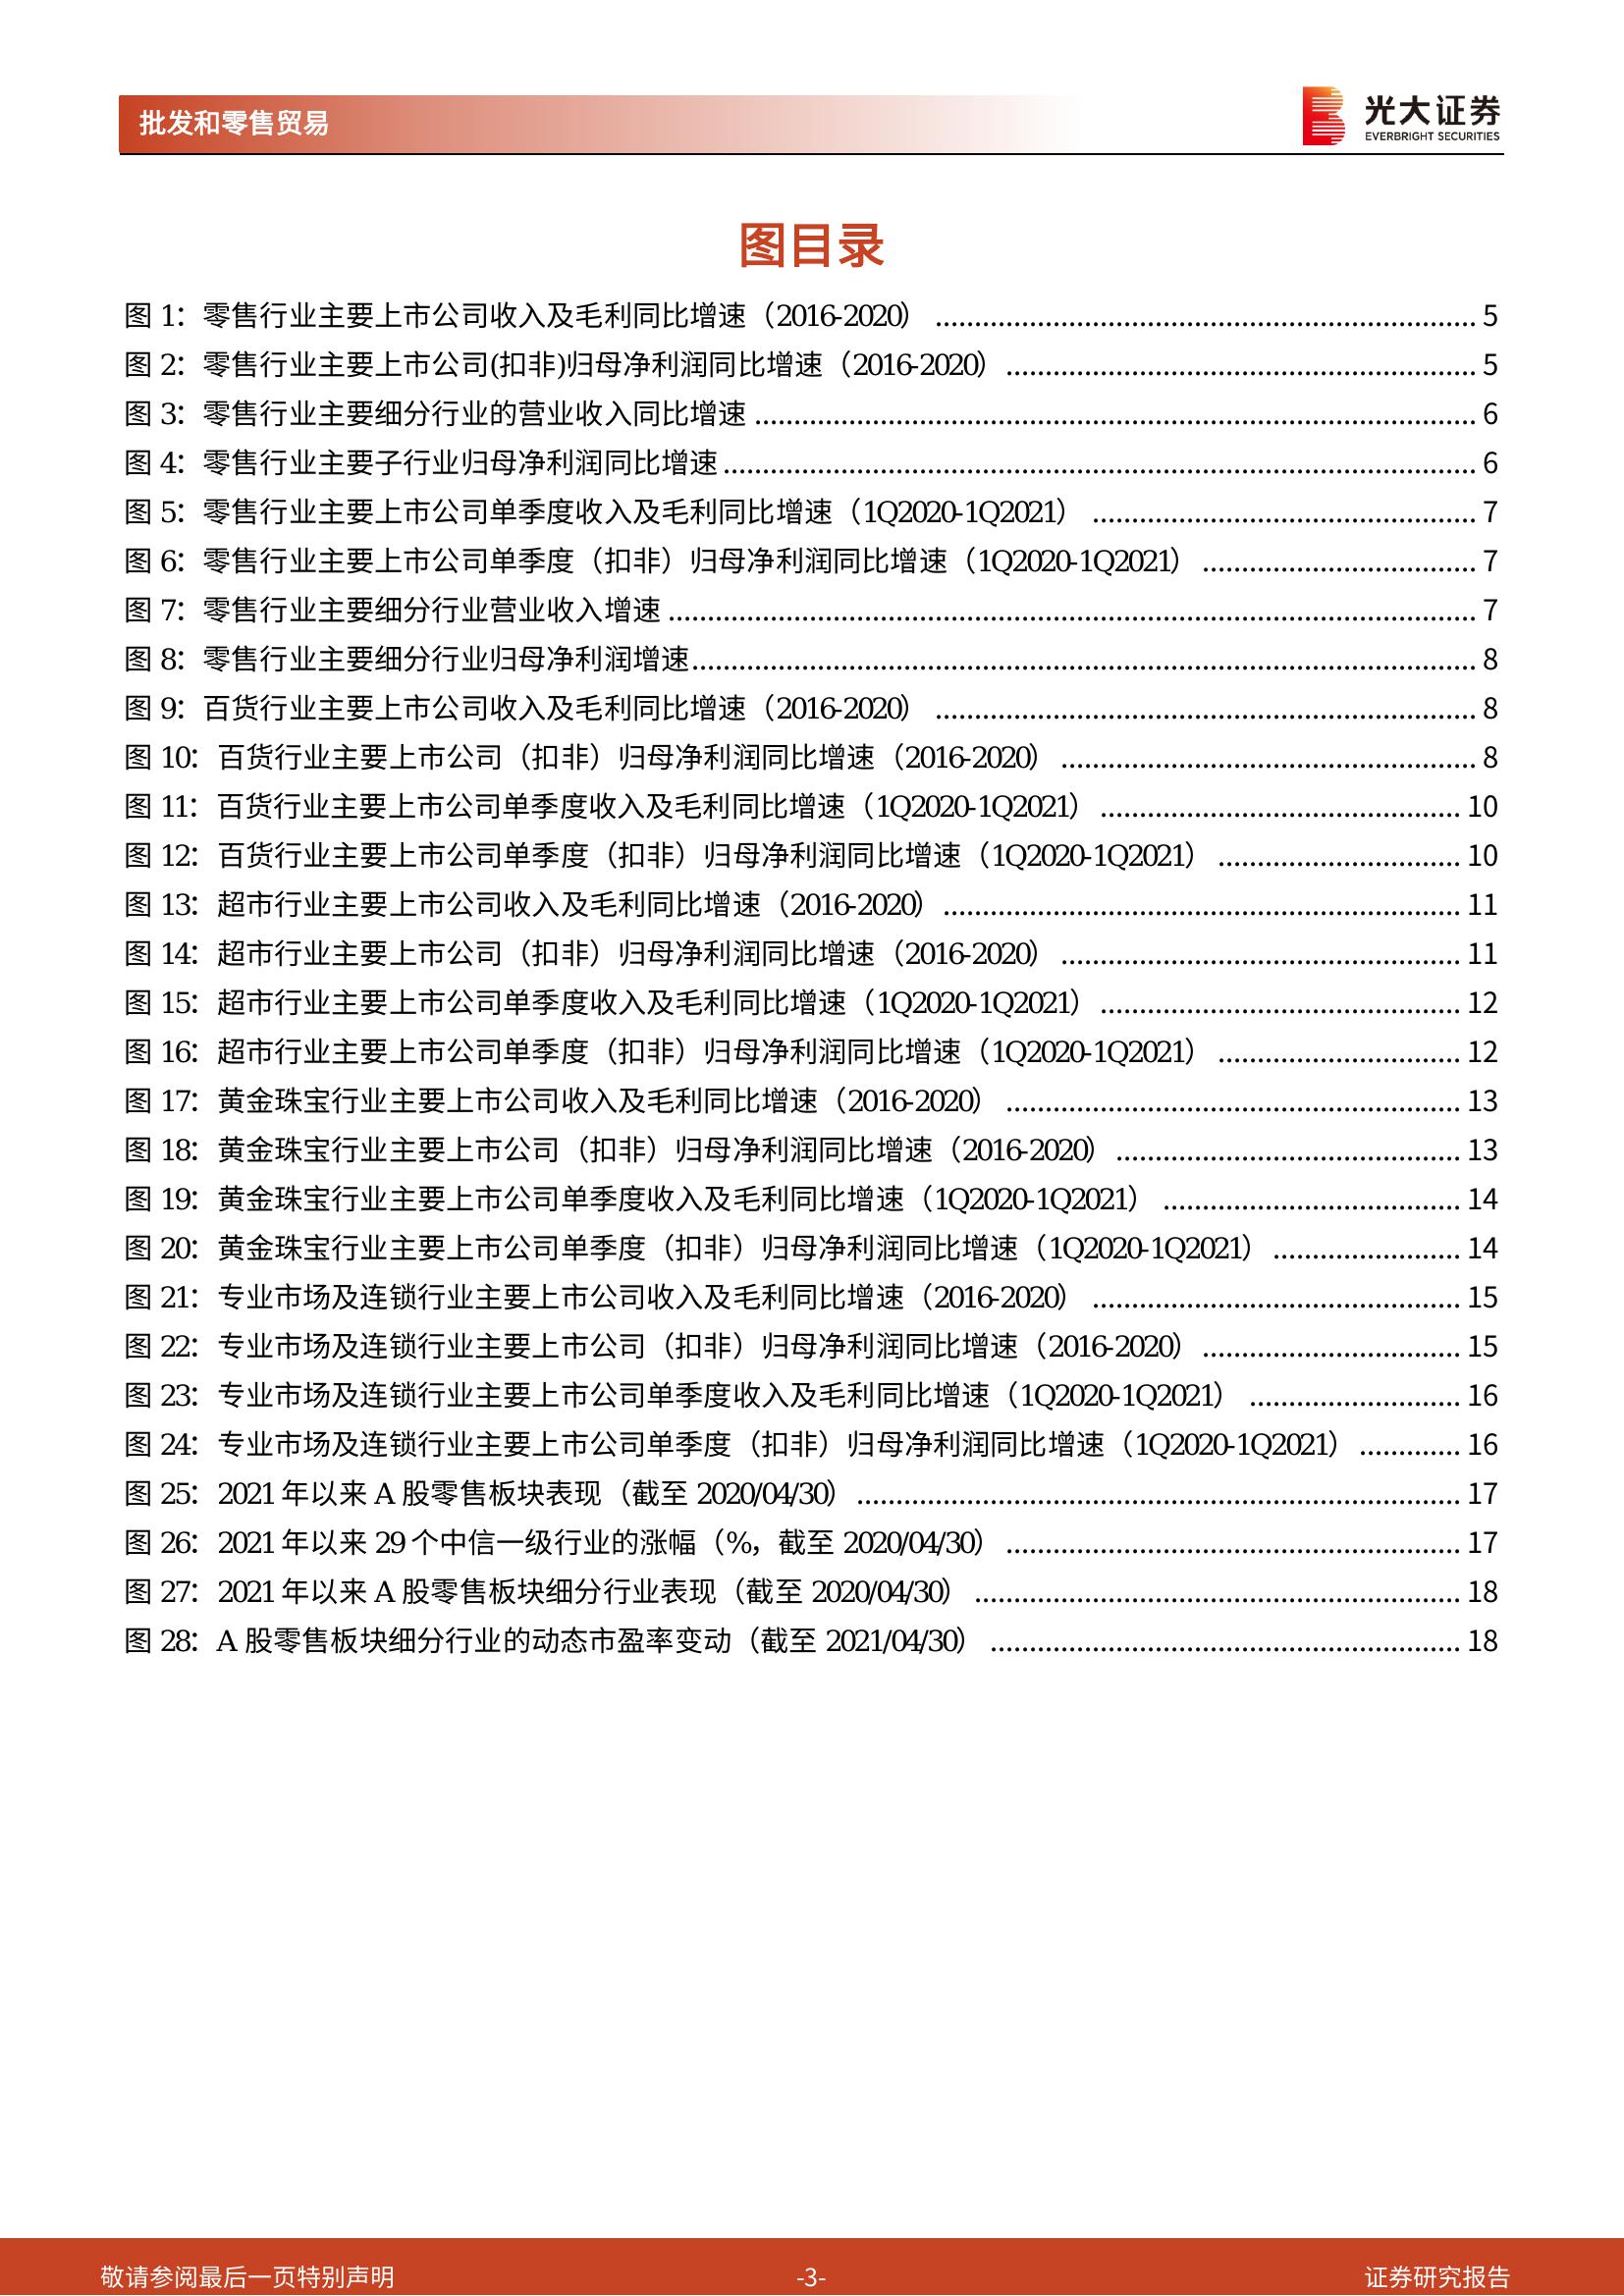 批发和零售贸易
光大证券
EVERBRIGHT SECURITIES
图目录
图 1：零售行业主要上市公司收入及毛利同比增速（2016-2020） ........ 5
图 2：零售行业主要上市公司(扣非)归母净利润同比增速（2016-2020） ........ 5
图 3：零售行业主要细分行业的营业收入同比增速 ........ 6
图 4：零售行业主要子行业归母净利润同比增速 ........ 6
图 5：零售行业主要上市公司单季度收入及毛利同比增速（1Q2020-1Q2021） ........ 7
图 6：零售行业主要上市公司单季度（扣非）归母净利润同比增速（1Q2020-1Q2021） ........ 7
图 7：零售行业主要细分行业营业收入增速 ........ 7
图 8：零售行业主要细分行业归母净利润增速 ........ 8
图 9：百货行业主要上市公司收入及毛利同比增速（2016-2020） ........ 8
图 10：百货行业主要上市公司（扣非）归母净利润同比增速（2016-2020） ........ 8
图 11：百货行业主要上市公司单季度收入及毛利同比增速（1Q2020-1Q2021） ........ 10
图 12：百货行业主要上市公司单季度（扣非）归母净利润同比增速（1Q2020-1Q2021） ........ 10
图 13：超市行业主要上市公司收入及毛利同比增速（2016-2020） ........ 11
图 14：超市行业主要上市公司（扣非）归母净利润同比增速（2016-2020） ........ 11
图 15：超市行业主要上市公司单季度收入及毛利同比增速（1Q2020-1Q2021） ........ 12
图 16：超市行业主要上市公司单季度（扣非）归母净利润同比增速（1Q2020-1Q2021） ........ 12
图 17：黄金珠宝行业主要上市公司收入及毛利同比增速（2016-2020） ........ 13
图 18：黄金珠宝行业主要上市公司（扣非）归母净利润同比增速（2016-2020） ........ 13
图 19：黄金珠宝行业主要上市公司单季度收入及毛利同比增速（1Q2020-1Q2021） ........ 14
图 20：黄金珠宝行业主要上市公司单季度（扣非）归母净利润同比增速（1Q2020-1Q2021） ........ 14
图 21：专业市场及连锁行业主要上市公司收入及毛利同比增速（2016-2020） ........ 15
图 22：专业市场及连锁行业主要上市公司（扣非）归母净利润同比增速（2016-2020） ........ 15
图 23：专业市场及连锁行业主要上市公司单季度收入及毛利同比增速（1Q2020-1Q2021） ........ 16
图 24：专业市场及连锁行业主要上市公司单季度（扣非）归母净利润同比增速（1Q2020-1Q2021） ........ 16
图 25：2021 年以来 A 股零售板块表现（截至 2020/04/30） ........ 17
图 26：2021 年以来 29 个中信一级行业的涨幅（%，截至 2020/04/30） ........ 17
图 27：2021 年以来 A 股零售板块细分行业表现（截至 2020/04/30） ........ 18
图 28：A 股零售板块细分行业的动态市盈率变动（截至 2021/04/30） ........ 18
敬请参阅最后一页特别声明
-3-
证券研究报告